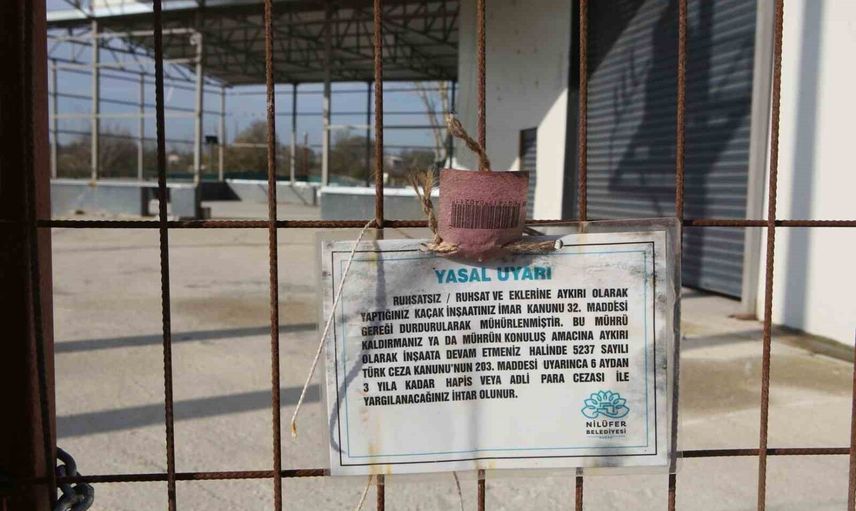 YASAL UYARI
RUHSATSIZ / RUHSAT VE EKLERİNE AYKIRI OLARAK
YAPTIĞINIZ KAÇAK İNŞAATINIZ İMAR KANUNU 32. MADDESİ
GEREĞİ DURDURULARAK MÜHÜRLENMİŞTİR. BU MÜHRÜ
KALDIRMANIZ YA DA MÜHRÜN KONULUŞ AMACINA AYKIRI
OLARAK İNŞAATA DEVAM ETMENİZ HALİNDE 5237 SAYILI
TÜRK CEZA KANUNU'NUN 203. MADDESİ UYARINCA 6 AYDAN
3 YILA KADAR HAPİS VEYA ADLİ PARA CEZASI İLE
YARGILANACAĞINIZ İHTAR OLUNUR.
NİLÜFER
BELEDİYESİ